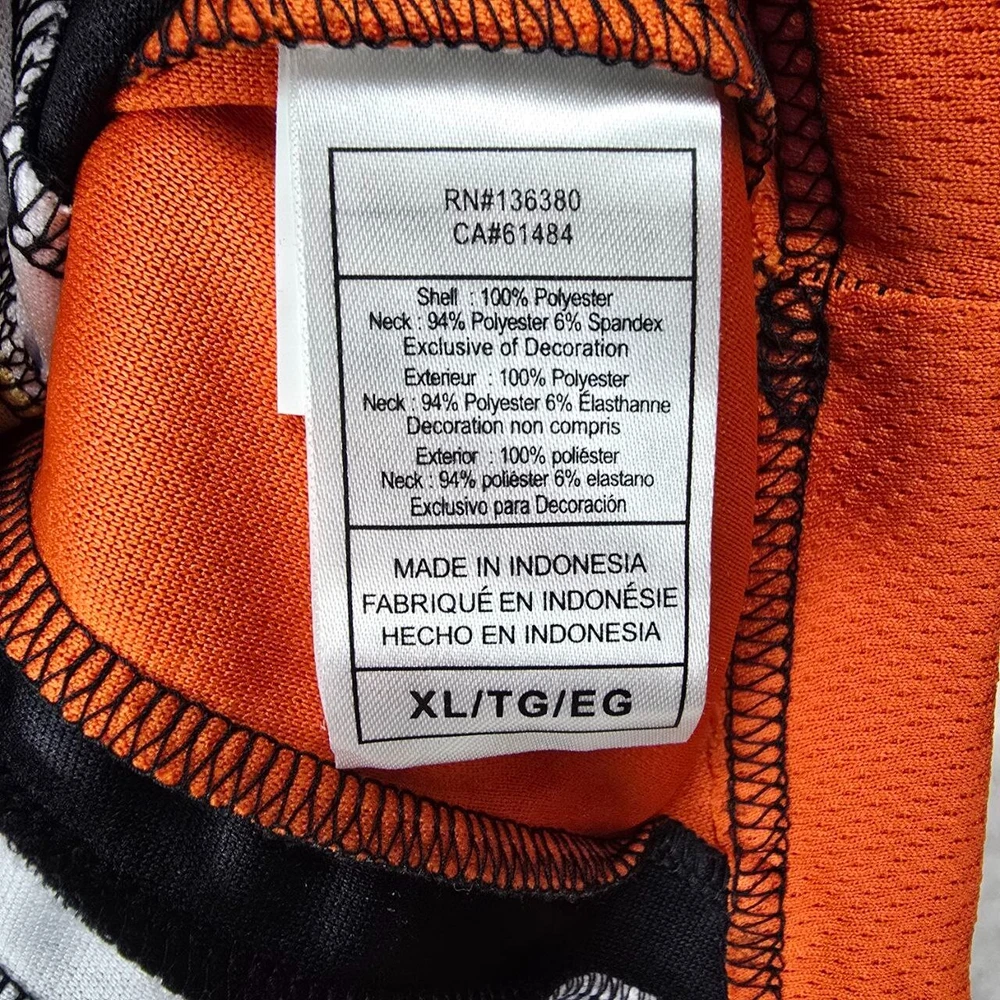 RN#136380
CA#61484
Shell : 100% Polyester
Neck : 94% Polyester 6% Spandex
Exclusive of Decoration
Exterieur : 100% Polyester
Neck : 94% Polyester 6% Élasthanne
Decoration non compris
Exterior : 100% poliéster
Neck : 94% poliéster 6% elastano
Exclusivo para Decoración
MADE IN INDONESIA
FABRIQUÉ EN INDONÉSIE
HECHO EN INDONESIA
XL/TG/EG